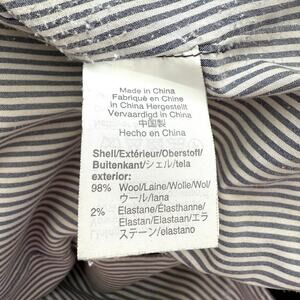 Made in China
Fabriqué en Chine
in China Hergestellt
Vervaardigd in China
中国製
Hecho en China
Shell/Extérieur/Oberstoff/
Buitenkant/シェル/tela
exterior:
98% Wool/Laine/Wolle/Wol/
ウール/lana
2% Elastane/Élasthanne/
Elastan/Elastaan/エラ
ステーン/elastano